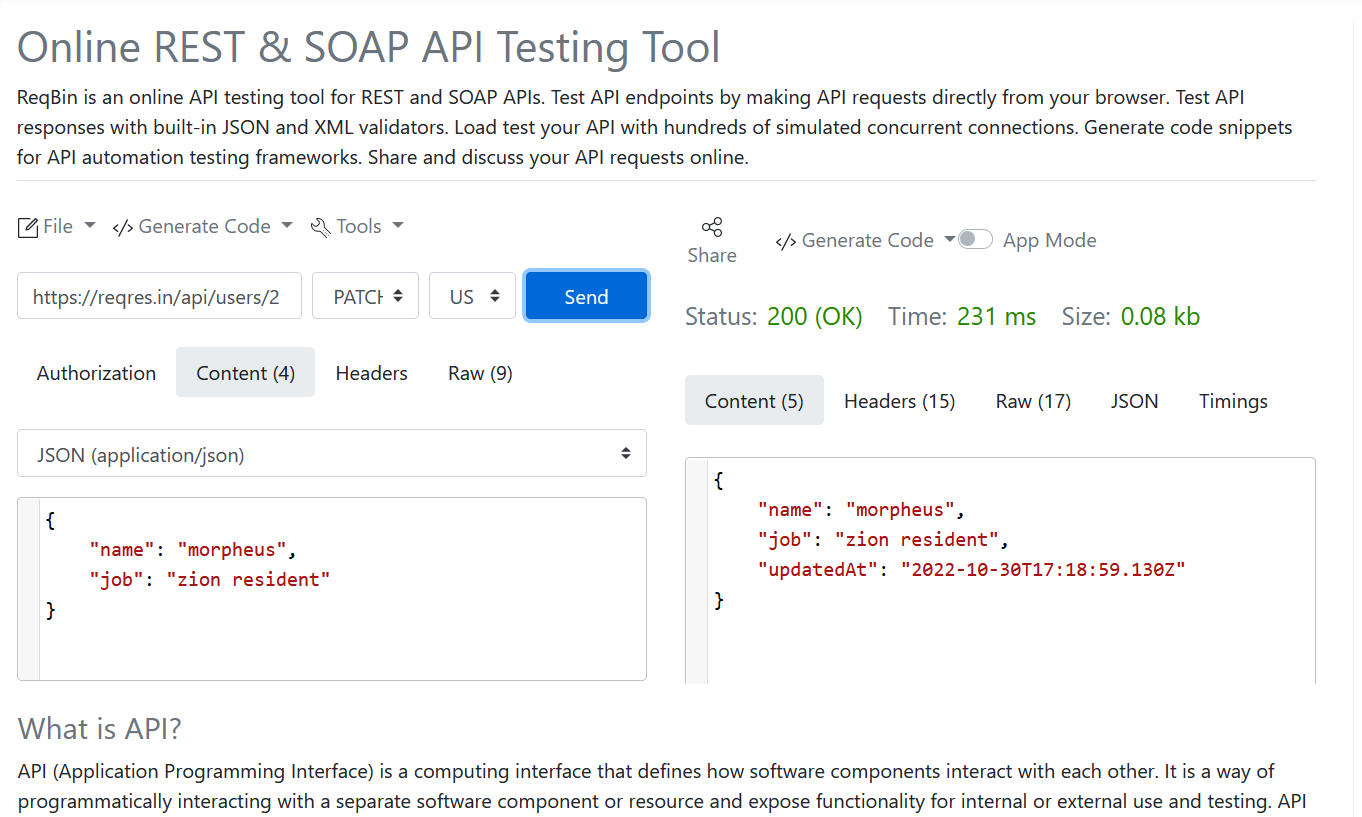 Online REST & SOAP API Testing Tool
ReqBin is an online API testing tool for REST and SOAP APIs. Test API endpoints by making API requests directly from your browser. Test API
responses with built-in JSON and XML validators. Load test your API with hundreds of simulated concurrent connections. Generate code snippets
for API automation testing frameworks. Share and discuss your API requests online.
File
</> Generate Code
Tools
https://reqres.in/api/users/2
PATCH
US
Send
Authorization
Content (4)
Headers
Raw (9)
JSON (application/json)
{
"name": "morpheus",
"job": "zion resident"
}
Share
</> Generate Code
App Mode
Status: 200 (OK) Time: 231 ms Size: 0.08 kb
Content (5)
Headers (15)
Raw (17)
JSON
Timings
{
"name": "morpheus",
"job": "zion resident",
"updatedAt": "2022-10-30T17:18:59.130Z"
}
What is API?
API (Application Programming Interface) is a computing interface that defines how software components interact with each other. It is a way of
programmatically interacting with a separate software component or resource and expose functionality for internal or external use and testing. API